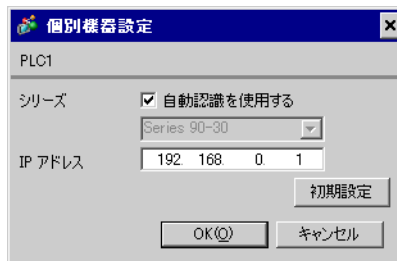 個別機器設定
PLC1
シリーズ 自動認識を使用する
Series 90-30
IP アドレス 192. 168. 0. 1
初期設定
OK(O) キャンセル